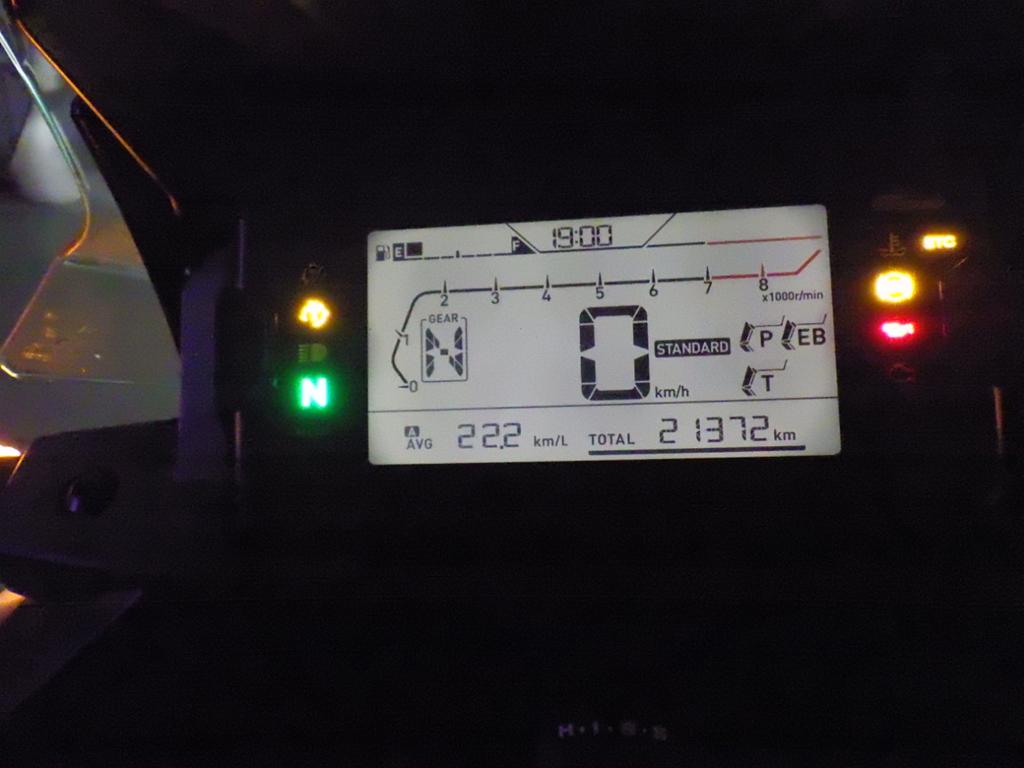 E F 19:00
ETC
2 3 4 5 6 7 8
x1000r/min
1
GEAR
N
0
0 km/h
STANDARD
P EB
T
N
A
AVG 22.2 km/L TOTAL 21372 km
H·I·S·S